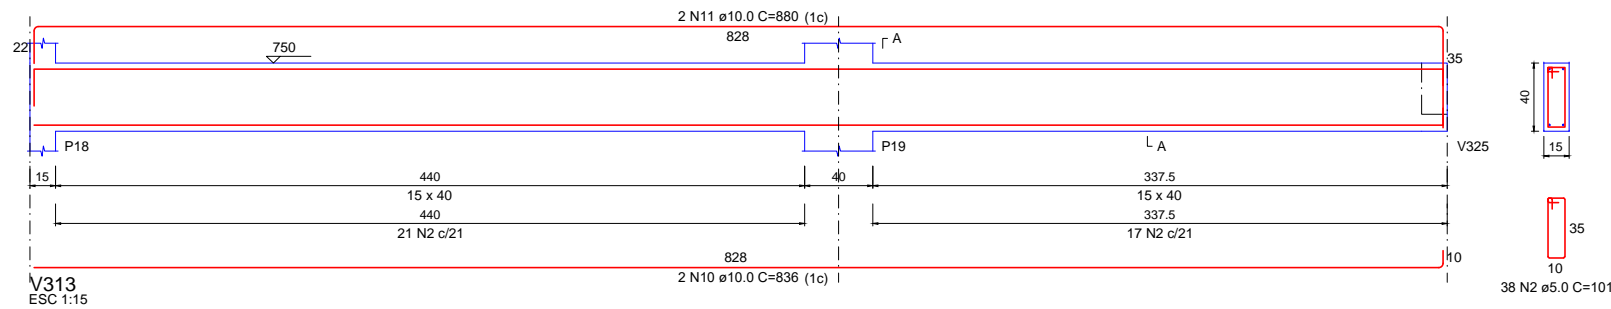 2 N11 ø10.0 C=880 (1c)
828
22
750
A
35
P18
P19
A
V325
15
440
40
337.5
15 x 40
15 x 40
440
337.5
21 N2 c/21
17 N2 c/21
828
10
2 N10 ø10.0 C=836 (1c)
V313
ESC 1:15
40
15
35
10
38 N2 ø5.0 C=101